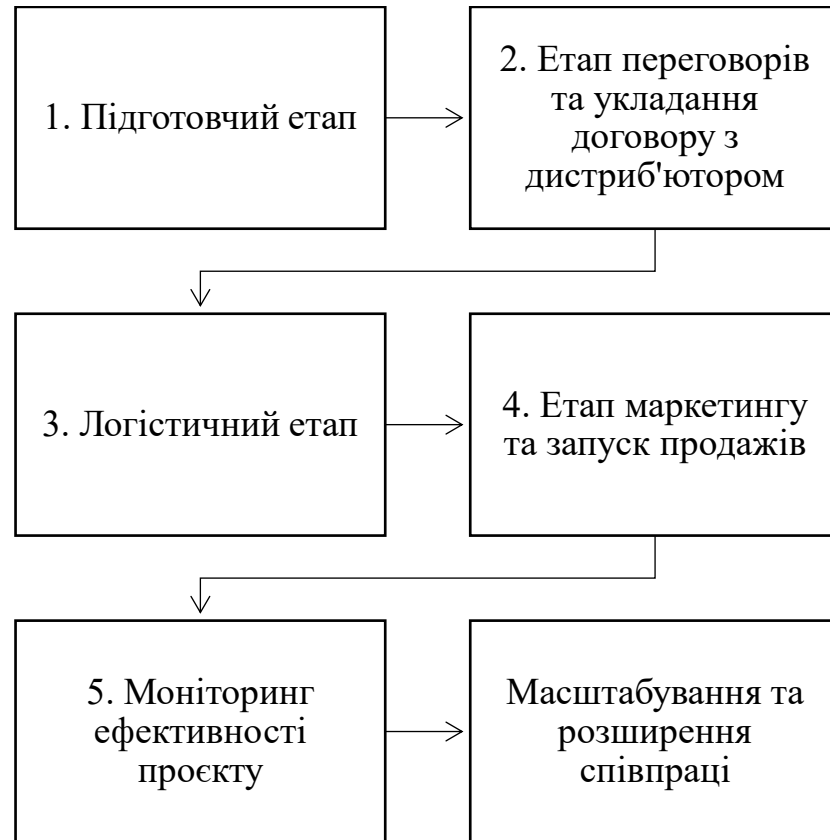 1. Підготовчий етап
2. Етап переговорів
та укладання
договору з
дистриб'ютором
3. Логістичний етап
4. Етап маркетингу
та запуск продажів
5. Моніторинг
ефективності
проєкту
Масштабування та
розширення
співпраці